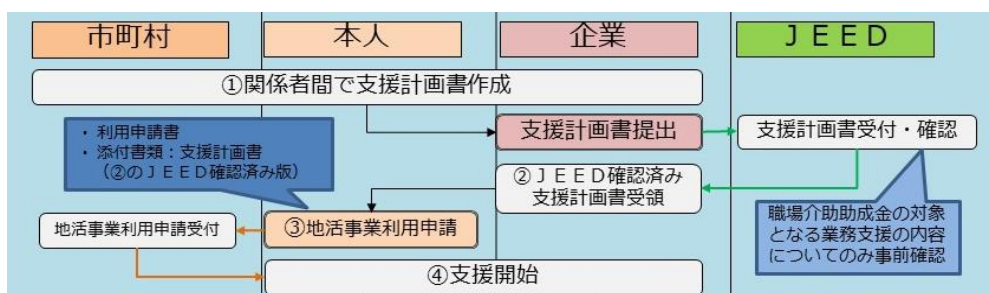 市町村
本人
企業
ＪＥＥＤ
①関係者間で支援計画書作成
・利用申請書
・添付書類：支援計画書
（②のＪＥＥＤ確認済み版）
支援計画書提出
支援計画書受付・確認
②ＪＥＥＤ確認済み
支援計画書受領
地活事業利用申請受付
③地活事業利用申請
職場介助助成金の対象
となる業務支援の内容
についてのみ事前確認
④支援開始